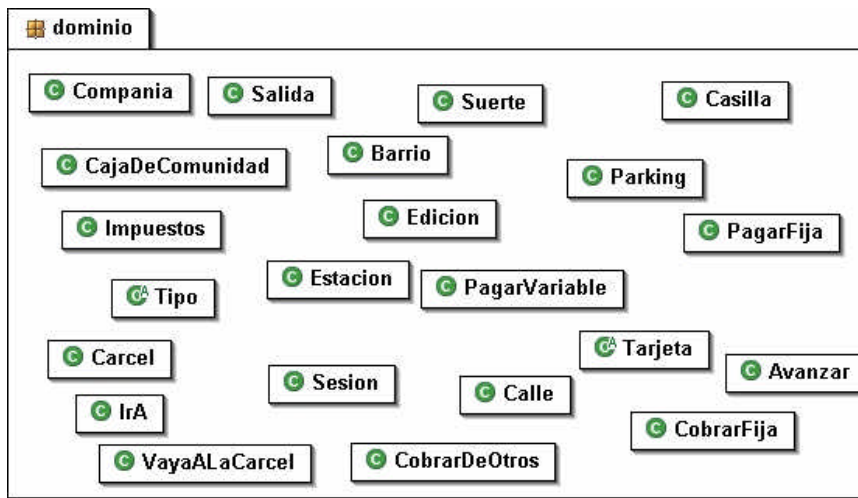 dominio
Compania
Salida
Suerte
Casilla
CajaDeComunidad
Barrio
Parking
Impuestos
Edicion
PagarFija
Tipo
Estacion
PagarVariable
Carcel
Sesion
Calle
Tarjeta
Avanzar
IrA
CobrarFija
VayaALaCarcel
CobrarDeOtros